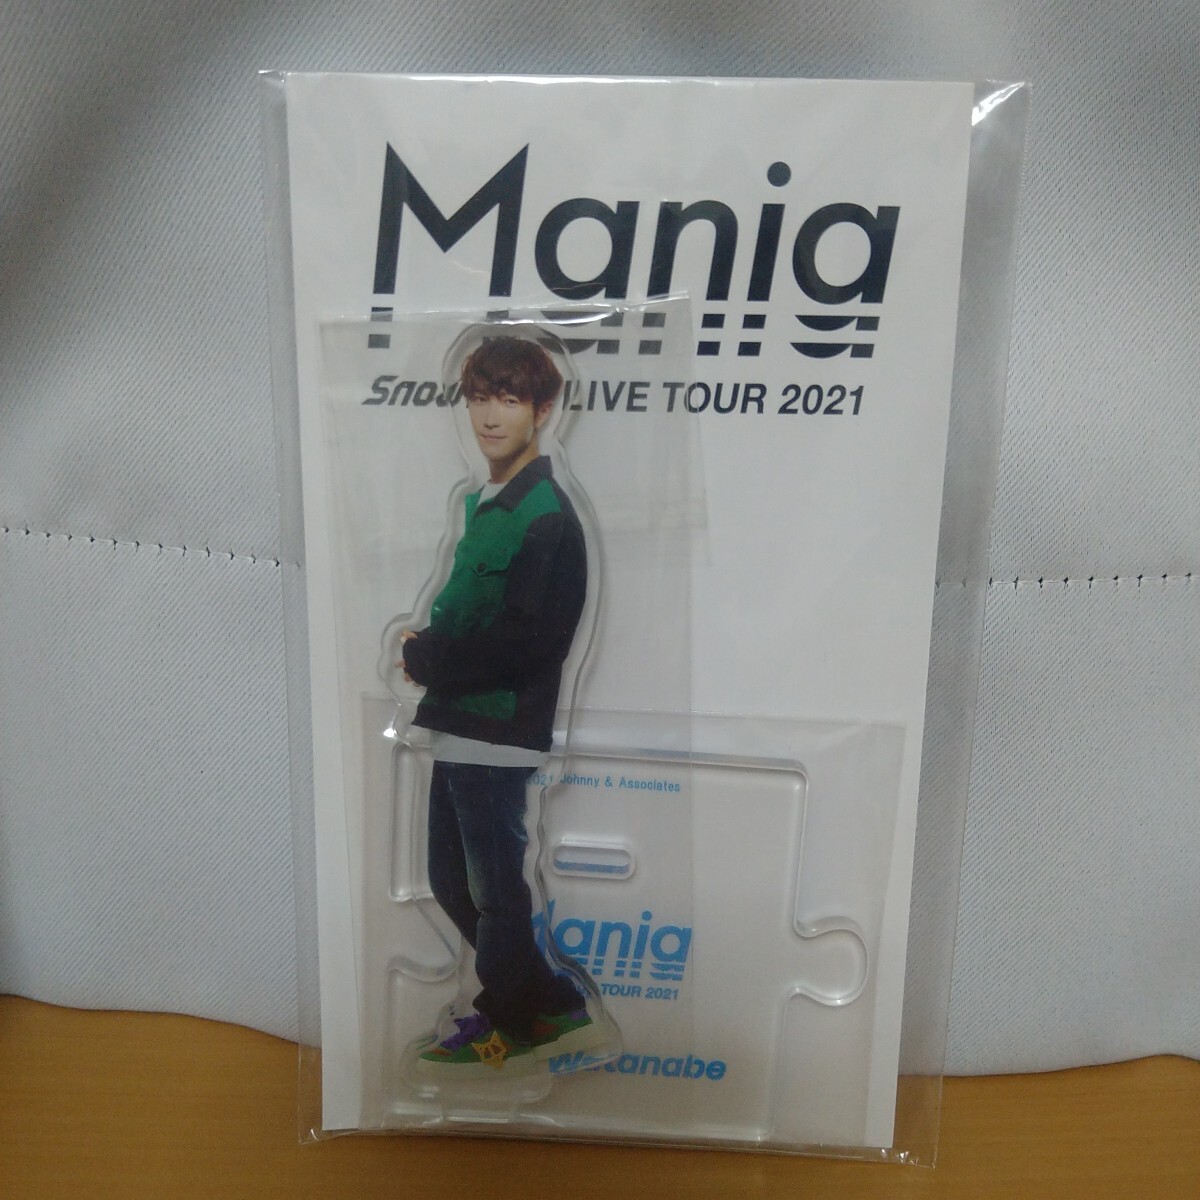 Mania
Snow LIVE TOUR 2021
2021 Johnny & Associates
Mania
TOUR 2021
Watanabe